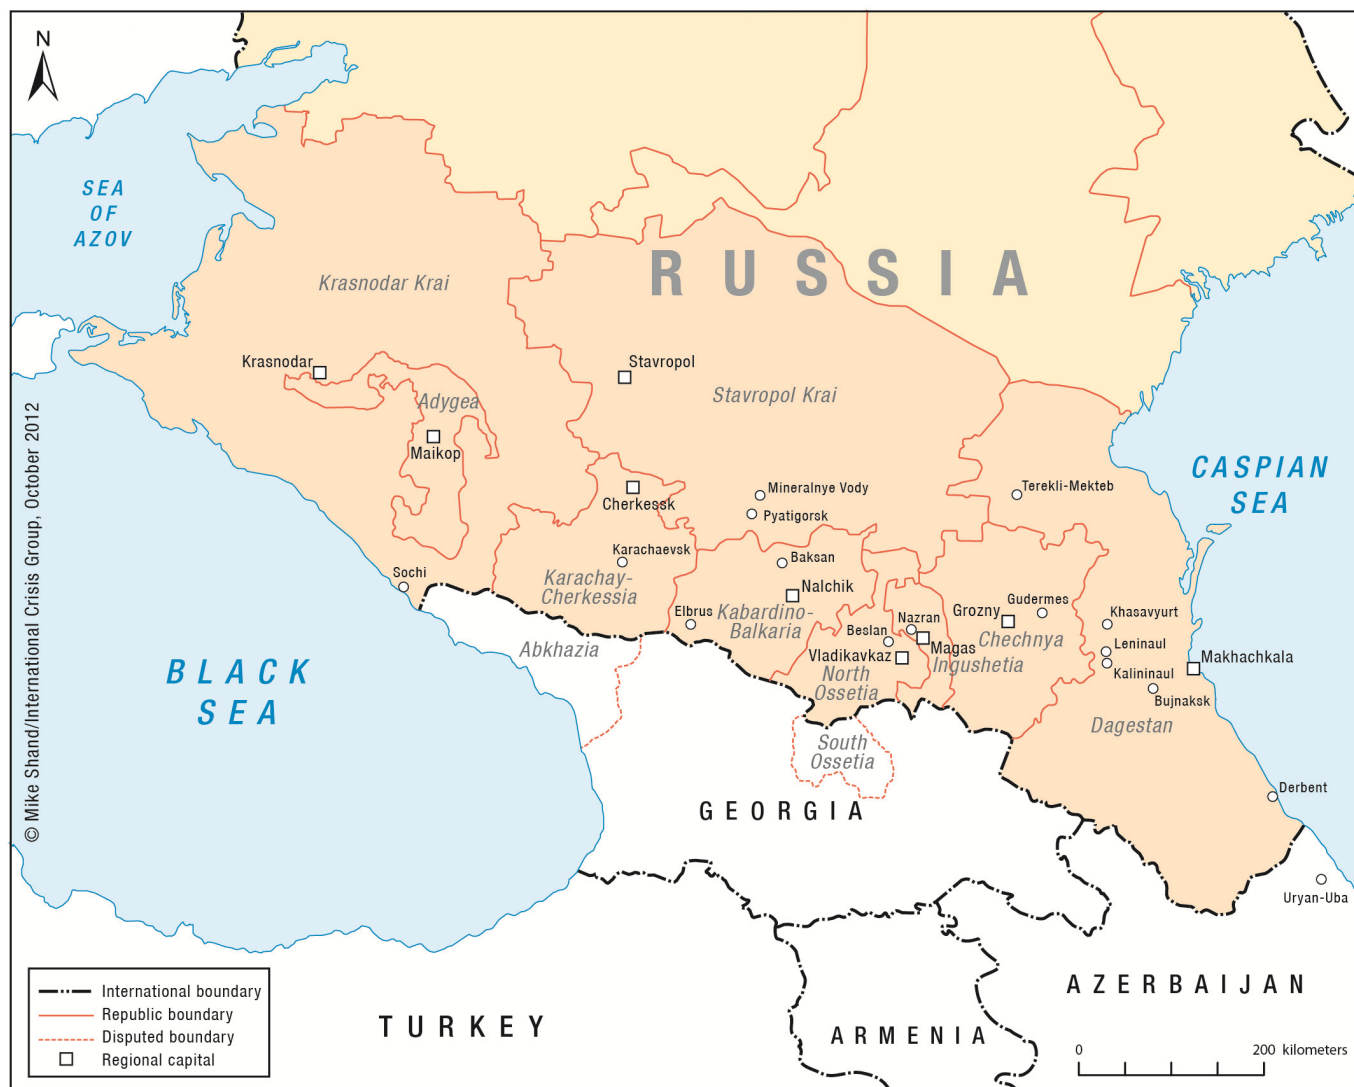 N
SEA
OF
AZOV
RUSSIA
Krasnodar Krai
Krasnodar
Stavropol
Stavropol Krai
Adygea
Maikop
CASPIAN
SEA
Cherkessk
Mineralnye Vody
Pyatigorsk
Terekli-Mekteb
Karachaevsk
Baksan
Sochi
Karachay-
Cherkessia
Nalchik
Elbrus
Kabardino-
Balkaria
Grozny
Gudermes
Khasavyurt
Nazran
Beslan
Magas
Chechnya
Leninaul
Abkhazia
Vladikavkaz
Ingushetia
Kalininaul
Makhachkala
North
Ossetia
Bujnaksk
BLACK
SEA
Dagestan
South
Ossetia
Derbent
GEORGIA
Uryan-Uba
AZERBAIJAN
TURKEY
ARMENIA
© Mike Shand/International Crisis Group, October 2012
International boundary
Republic boundary
Disputed boundary
Regional capital
0 200 kilometers